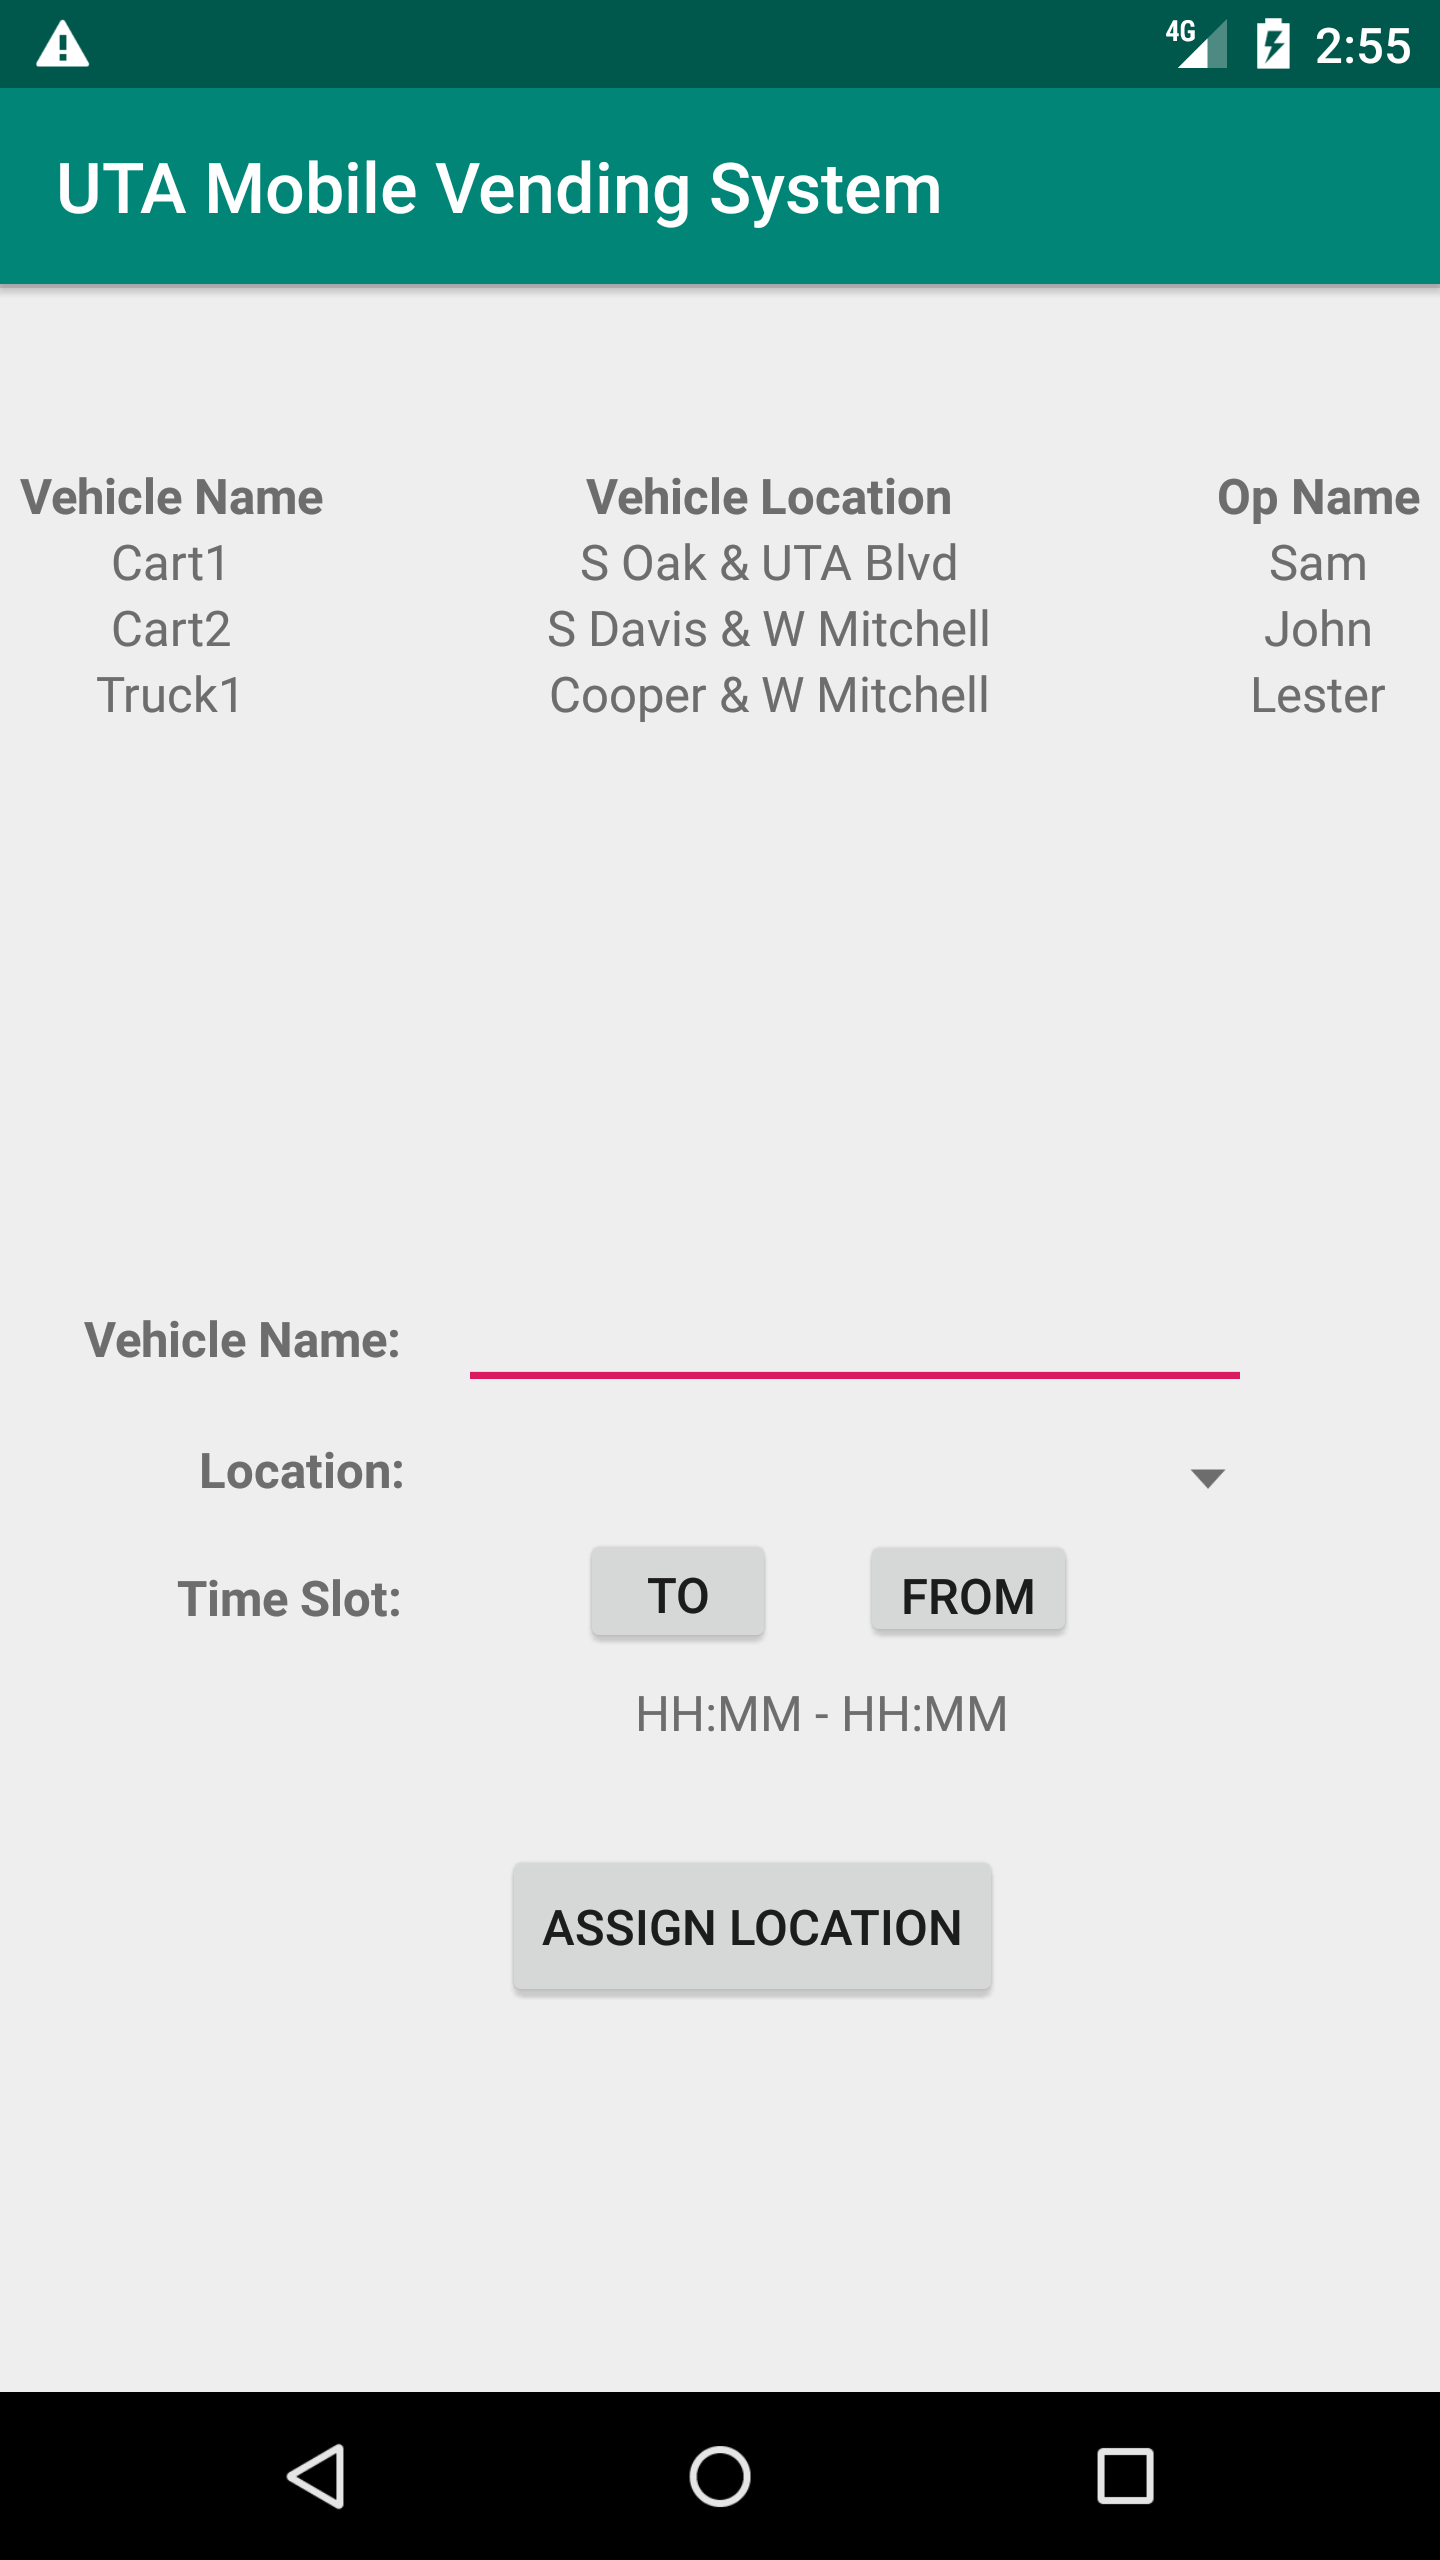 4G 2:55
UTA Mobile Vending System
Vehicle Name Vehicle Location Op Name
Cart1 S Oak & UTA Blvd Sam
Cart2 S Davis & W Mitchell John
Truck1 Cooper & W Mitchell Lester
Vehicle Name:
Location:
Time Slot: TO FROM
HH:MM - HH:MM
ASSIGN LOCATION